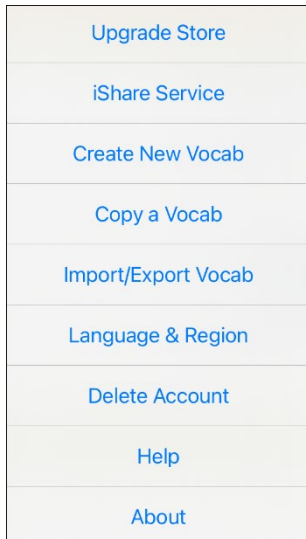 Upgrade Store
iShare Service
Create New Vocab
Copy a Vocab
Import/Export Vocab
Language & Region
Delete Account
Help
About